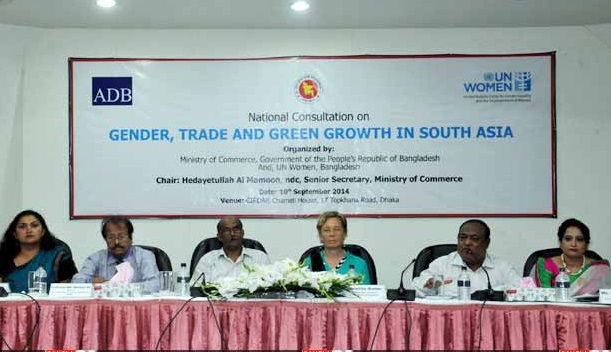 ADB
UN
WOMEN
National Consultation on
GENDER, TRADE AND GREEN GROWTH IN SOUTH ASIA
Organized by:
Ministry of Commerce, Government of the People's Republic of Bangladesh
And, UN Women, Bangladesh
Chair: Hedayetullah Al Mamoon, ndc, Senior Secretary, Ministry of Commerce
Date: 10th September 2014
Venue: CIRDAP, Chameli House, 17 Topkhana Road, Dhaka